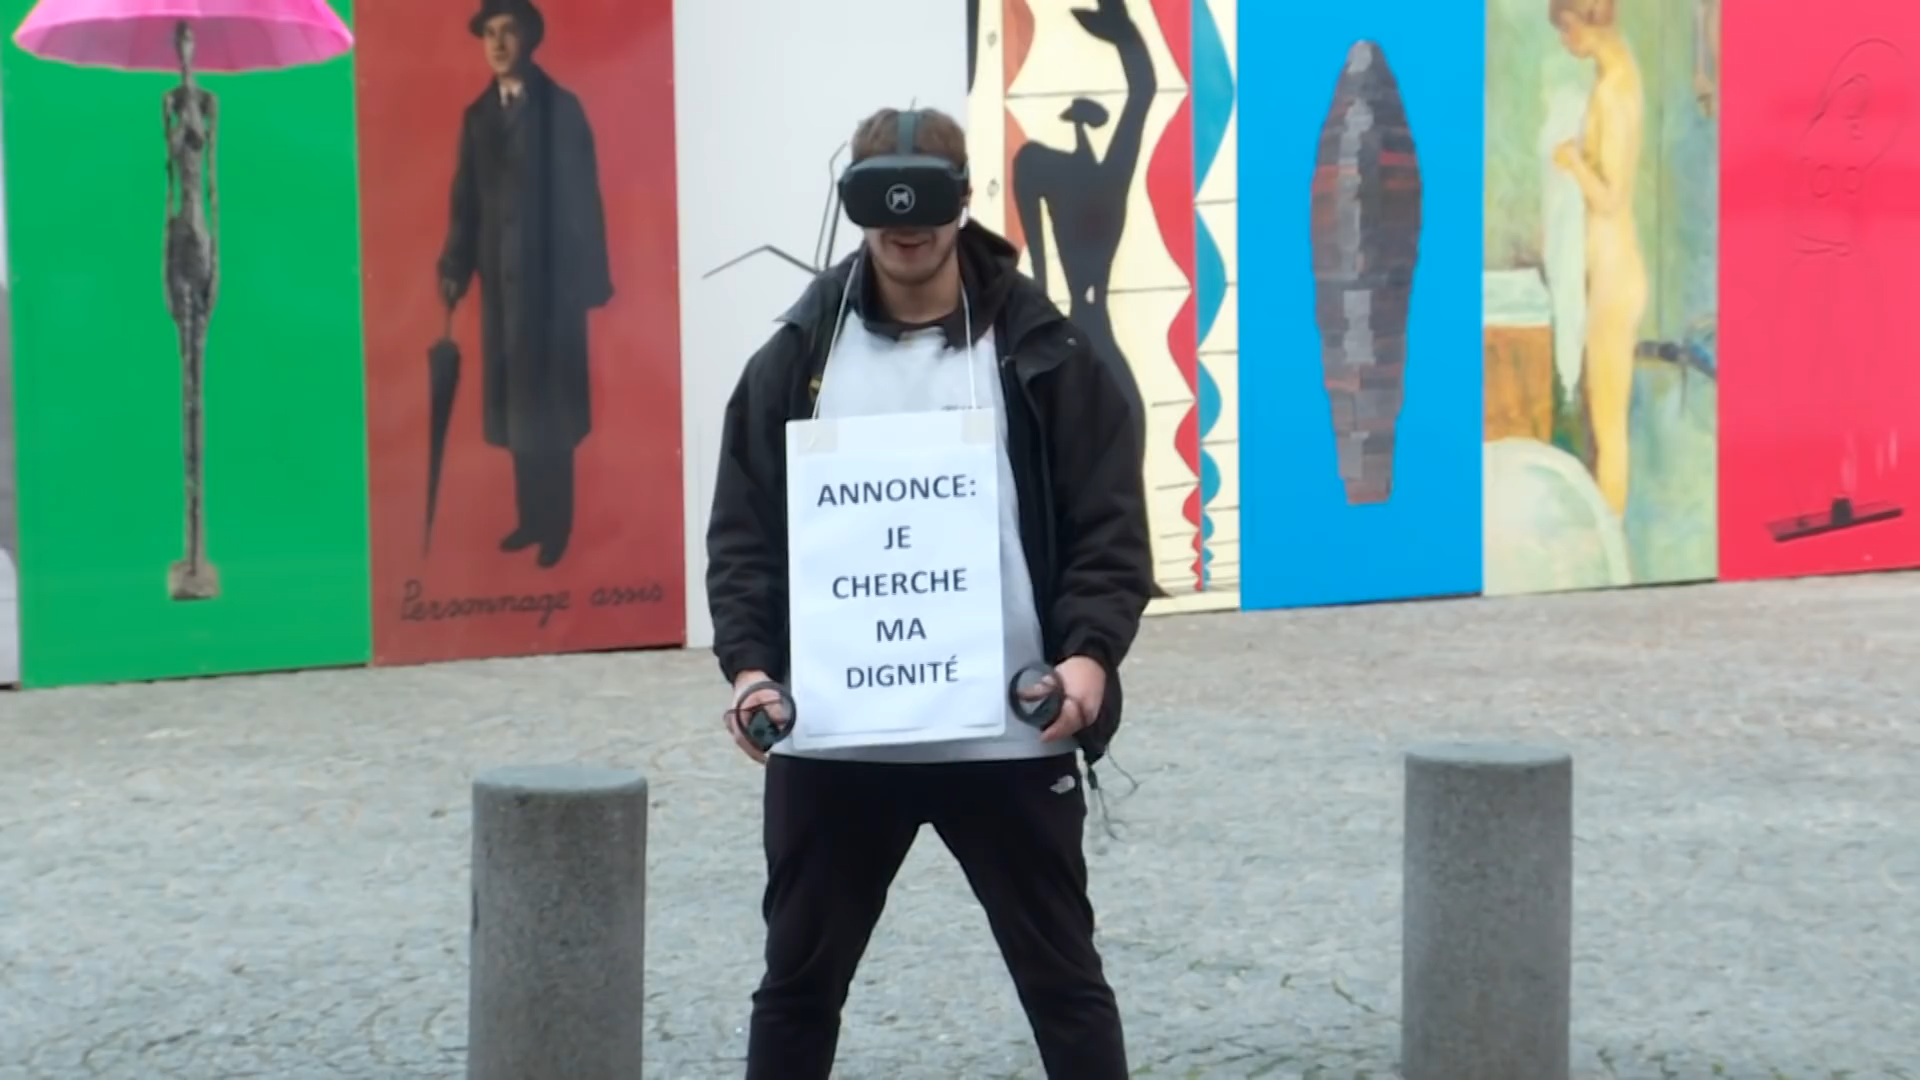 Personnage assis
ANNONCE:
JE
CHERCHE
MA
DIGNITÉ